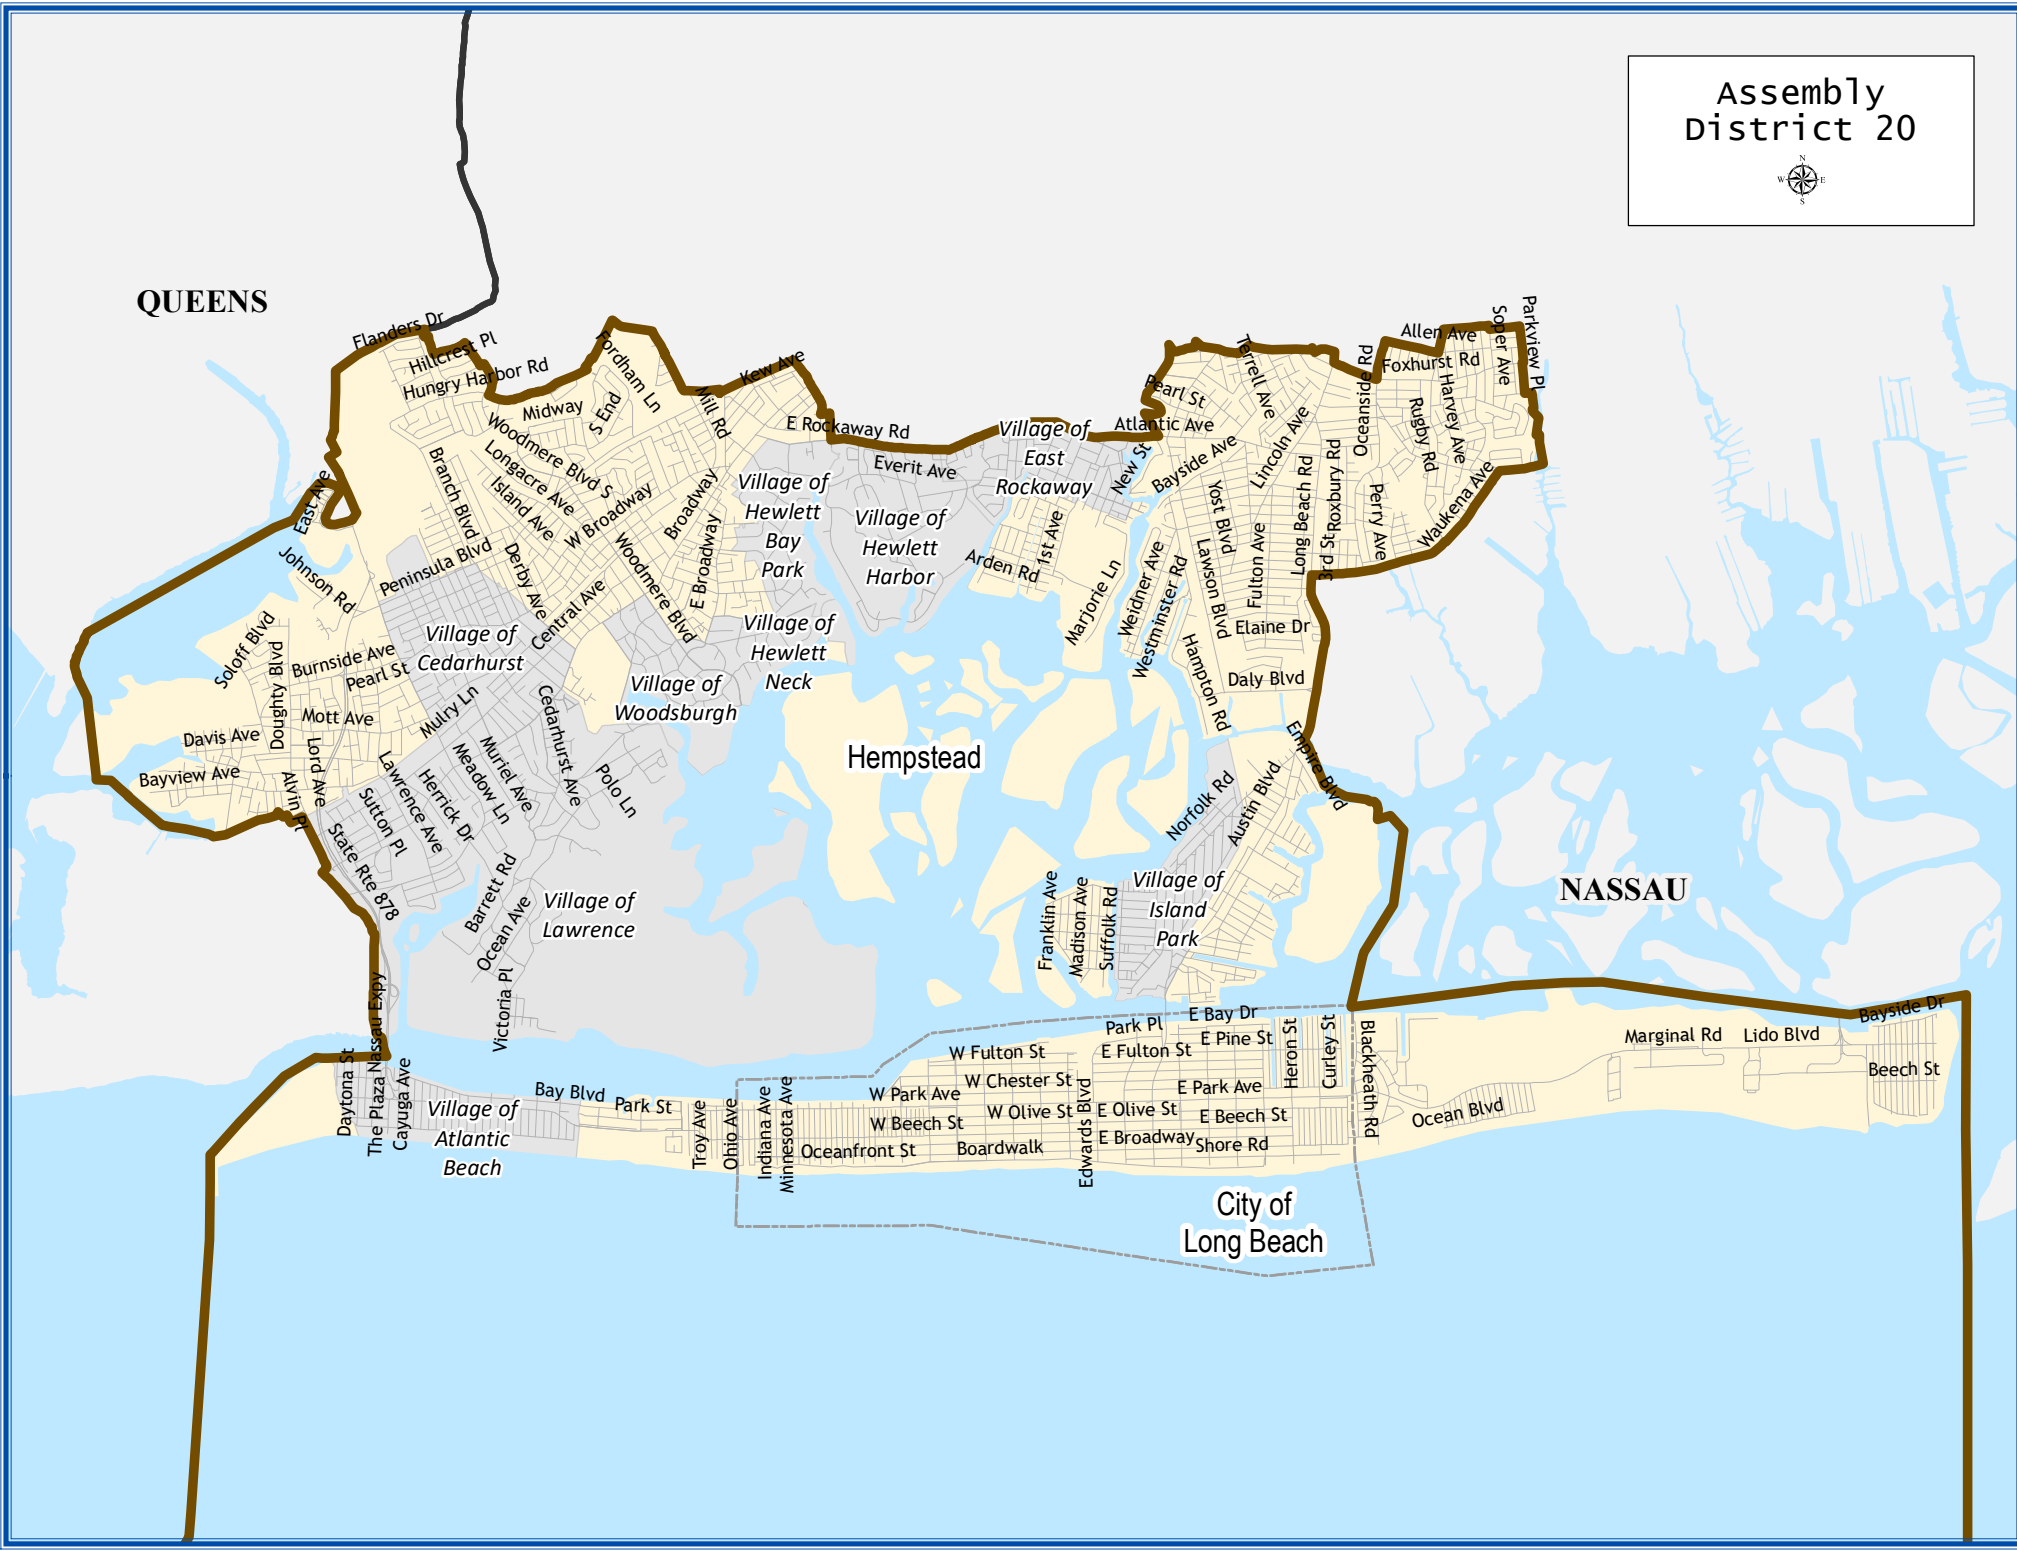 Assembly
District 20
N
W
E
S
QUEENS
Flanders Dr
Hillcrest Pl
Hungry Harbor Rd
Fordham Ln
Midway
S End
Kew Ave
Mill Rd
E Rockaway Rd
Everit Ave
Village of
East
Rockaway
Pearl St
Atlantic Ave
Terrell Ave
Lincoln Ave
Oceanside Rd
Allen Ave
Foxhurst Rd
Soper Ave
Parkview Pl
Harvey Ave
Rugby Rd
Waukena Ave
Perry Ave
Roxbury Rd
3rd St
Long Beach Rd
Bayside Ave
New St
Yost Blvd
Fulton Ave
Lawson Blvd
Elaine Dr
Daly Blvd
Hampton Rd
Weidner Ave
Westminster Rd
Marjorie Ln
1st Ave
Arden Rd
Woodmere Blvd S
Longacre Ave
Island Ave
W Broadway
Broadway
E Broadway
Woodmere Blvd
Branch Blvd
Peninsula Blvd
Derby Ave
Central Ave
East Ave
Johnson Rd
Village of
Hewlett
Bay
Park
Village of
Hewlett
Harbor
Village of
Hewlett
Neck
Village of
Woodsburgh
Village of
Cedarhurst
Soloff Blvd
Doughty Blvd
Burnside Ave
Pearl St
Mott Ave
Davis Ave
Bayview Ave
Lord Ave
Alvin Pl
Mulry Ln
Cedarhurst Ave
Muriel Ave
Meadow Ln
Herrick Dr
Lawrence Ave
Sutton Pl
State Rte 878
Polo Ln
Barrett Rd
Ocean Ave
Victoria Pl
Village of
Lawrence
Hempstead
Empire Blvd
Norfolk Rd
Austin Blvd
Village of
Island
Park
Franklin Ave
Madison Ave
Suffolk Rd
NASSAU
The Plaza
Nassau Expy
Daytona St
Cayuga Ave
Village of
Atlantic
Beach
Bay Blvd
Park St
Troy Ave
Ohio Ave
Indiana Ave
Minnesota Ave
W Fulton St
W Chester St
W Park Ave
W Olive St
W Beech St
Oceanfront St
Boardwalk
Edwards Blvd
Park Pl
E Bay Dr
E Pine St
E Fulton St
E Park Ave
E Olive St
E Beech St
E Broadway
Shore Rd
Heron St
Curley St
Blackheath Rd
Ocean Blvd
Marginal Rd
Lido Blvd
Bayside Dr
Beech St
City of
Long Beach